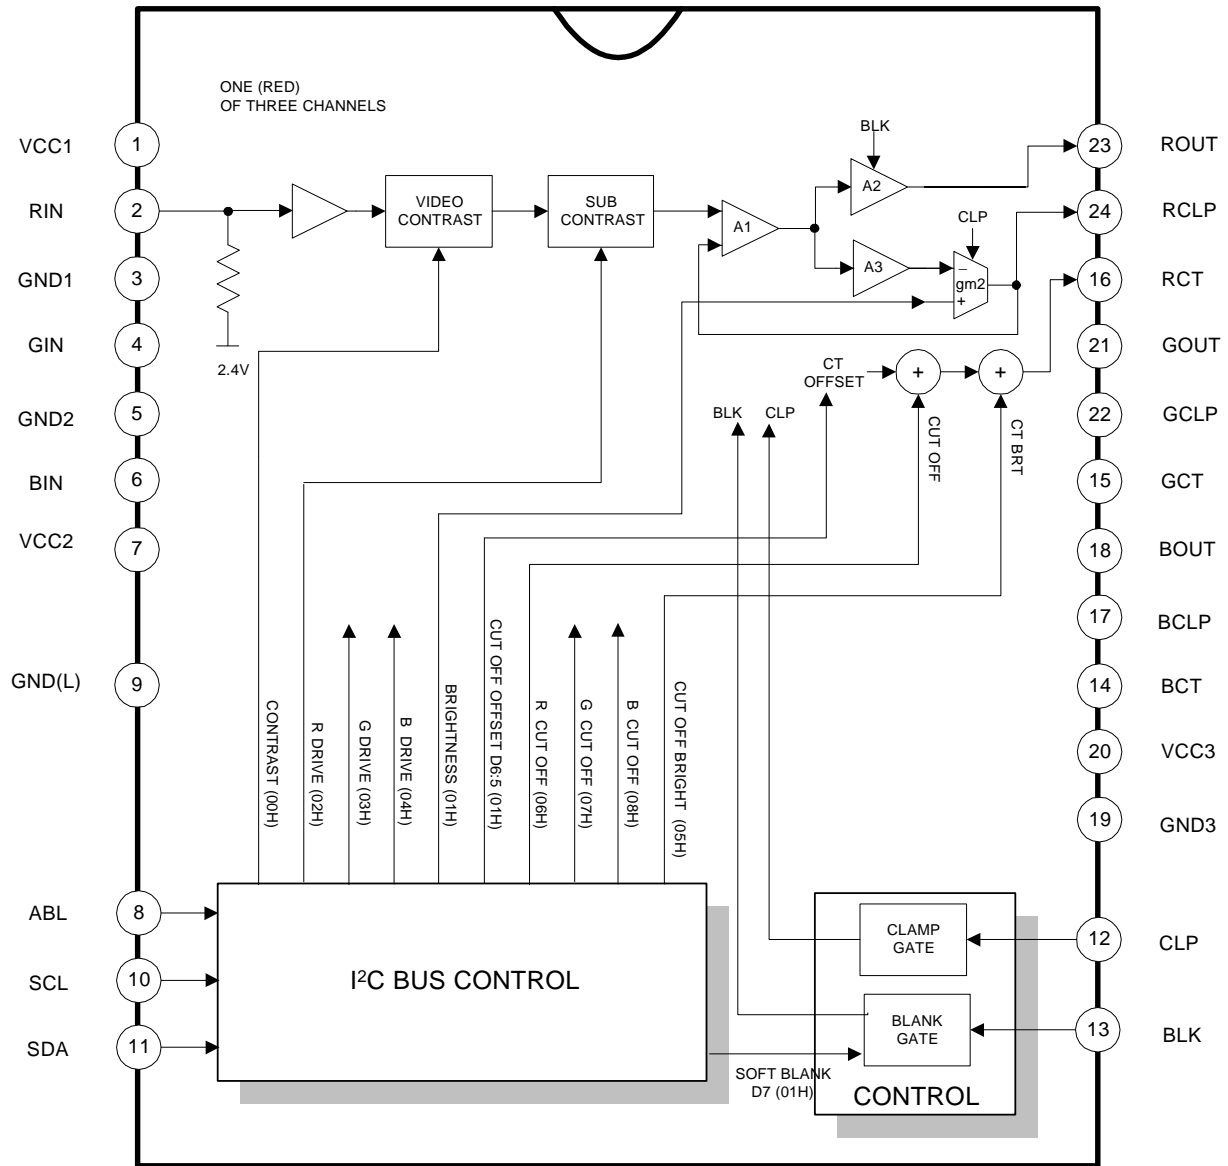 ONE (RED)
OF THREE CHANNELS
VCC1
1
RIN
2
GND1
3
GIN
4
GND2
5
BIN
6
VCC2
7
GND(L)
9
ABL
8
SCL
10
SDA
11
2.4V
VIDEO
CONTRAST
SUB
CONTRAST
A1
BLK
A2
A3
CLP
−
gm2
+
CT
OFFSET
+
+
BLK
CLP
CUT OFF
CT BRT
CONTRAST (00H)
R DRIVE (02H)
G DRIVE (03H)
B DRIVE (04H)
BRIGHTNESS (01H)
CUT OFF OFFSET D6:5 (01H)
R CUT OFF (06H)
G CUT OFF (07H)
B CUT OFF (08H)
CUT OFF BRIGHT (05H)
I²C BUS CONTROL
SOFT BLANK
D7 (01H)
CLAMP
GATE
BLANK
GATE
CONTROL
23
ROUT
24
RCLP
16
RCT
21
GOUT
22
GCLP
15
GCT
18
BOUT
17
BCLP
14
BCT
20
VCC3
19
GND3
12
CLP
13
BLK